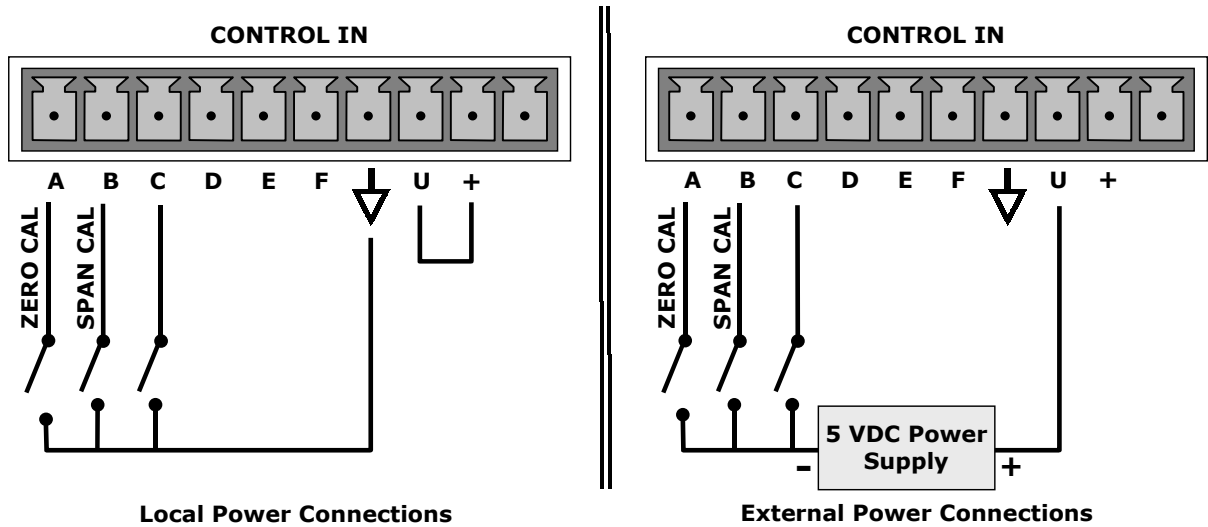 CONTROL IN
A B C D E F U +
ZERO CAL
SPAN CAL
Local Power Connections
CONTROL IN
A B C D E F U +
ZERO CAL
SPAN CAL
5 VDC Power
Supply
- +
External Power Connections